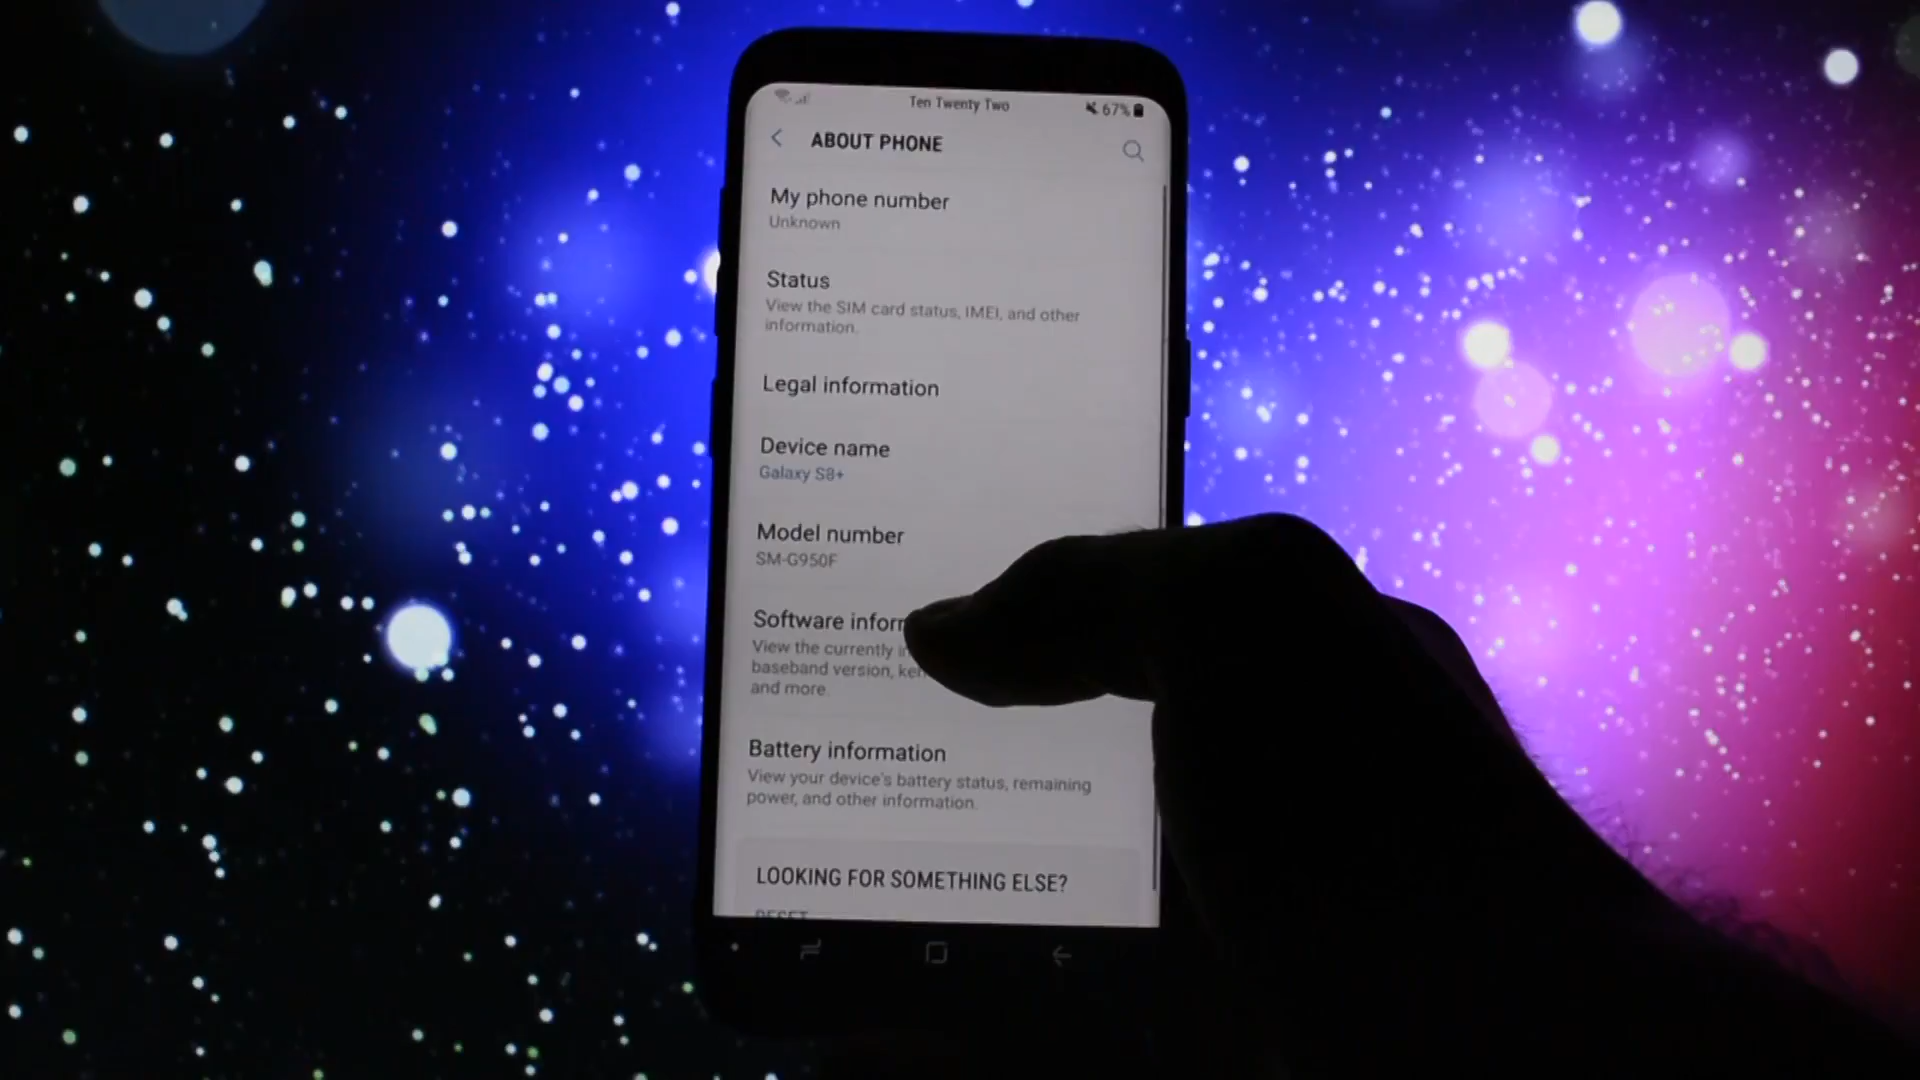 Ten Twenty Two
67%
ABOUT PHONE
My phone number
Unknown
Status
View the SIM card status, IMEI, and other
information.
Legal information
Device name
Galaxy S8+
Model number
SM-G950F
Software inform
View the currently
baseband version,
and more.
Battery information
View your device's battery status, remaining
power, and other information.
LOOKING FOR SOMETHING ELSE?
RESET